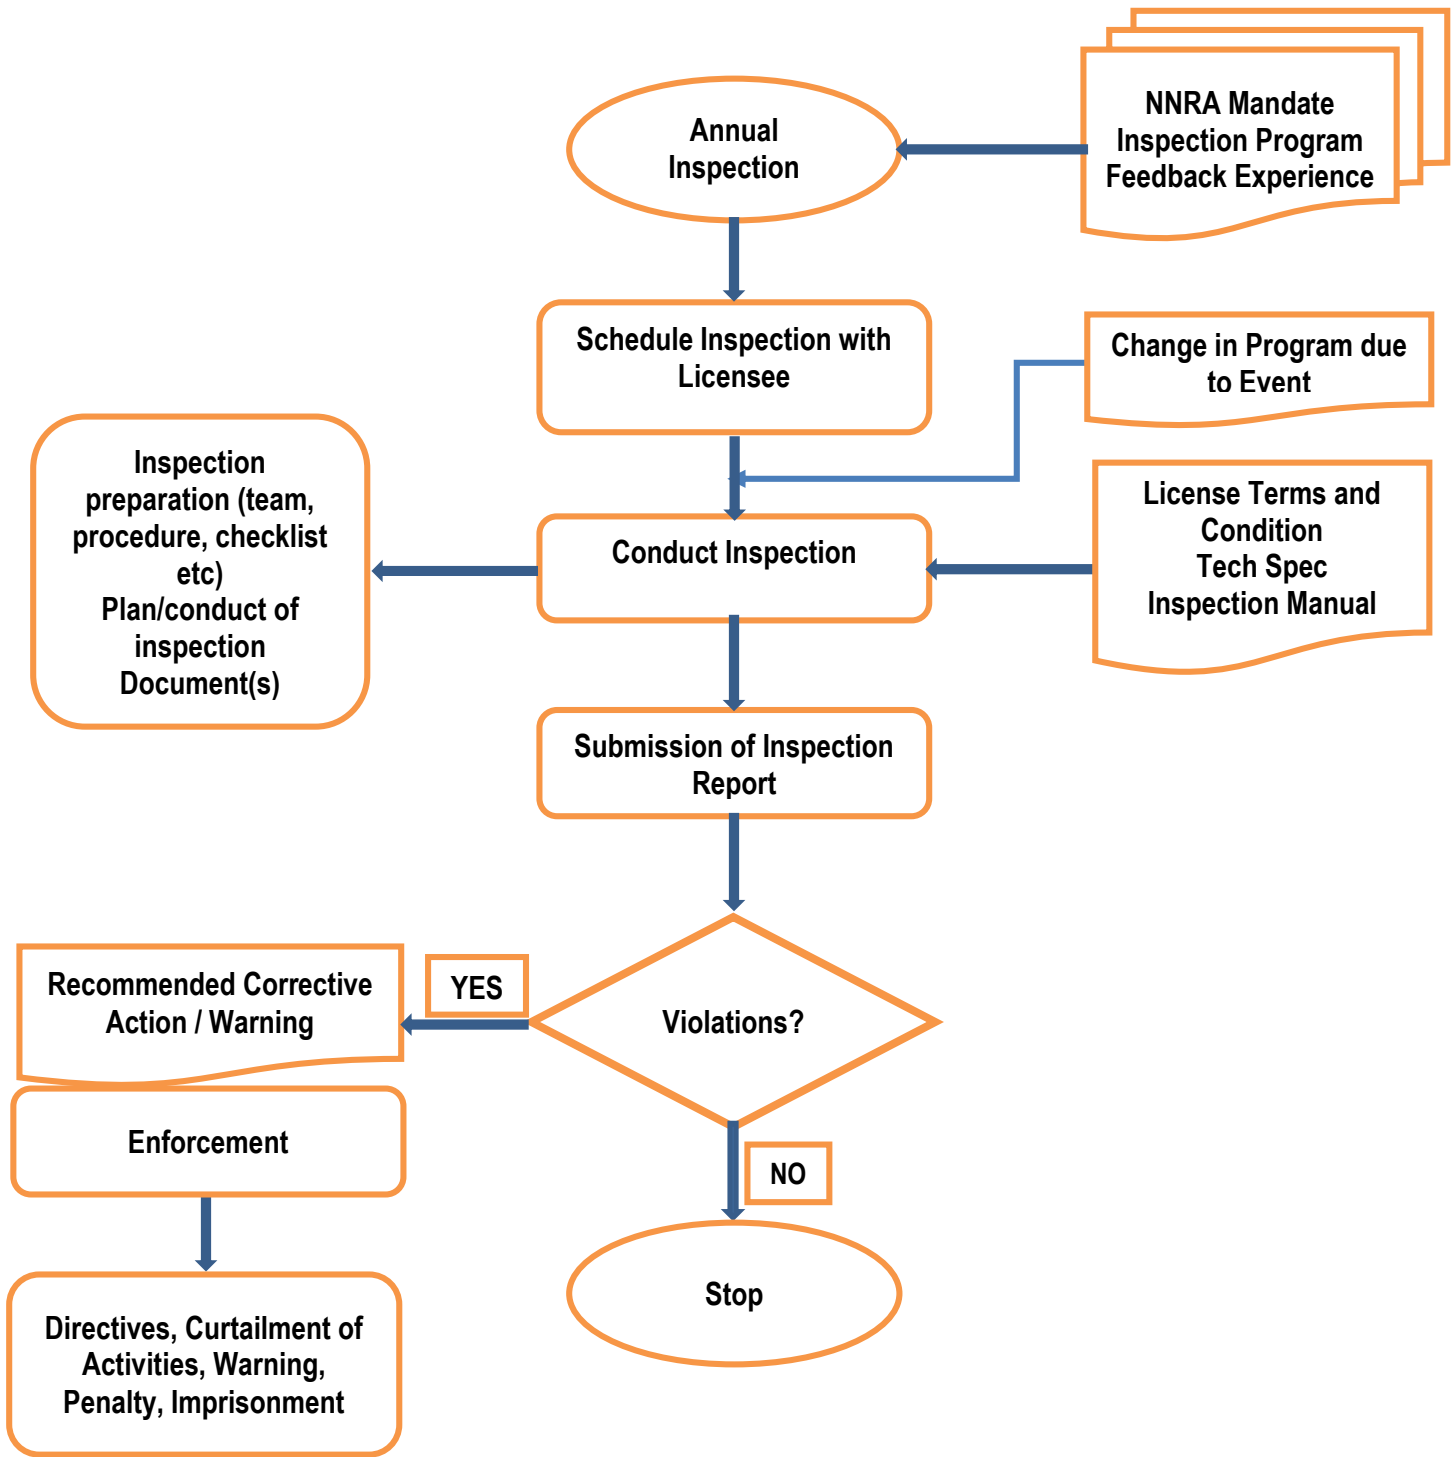 Annual
Inspection
NNRA Mandate
Inspection Program
Feedback Experience
Schedule Inspection with
Licensee
Change in Program due
to Event
Inspection
preparation (team,
procedure, checklist
etc)
Plan/conduct of
inspection
Document(s)
Conduct Inspection
License Terms and
Condition
Tech Spec
Inspection Manual
Submission of Inspection
Report
Recommended Corrective
Action / Warning
YES
Violations?
Enforcement
NO
Stop
Directives, Curtailment of
Activities, Warning,
Penalty, Imprisonment